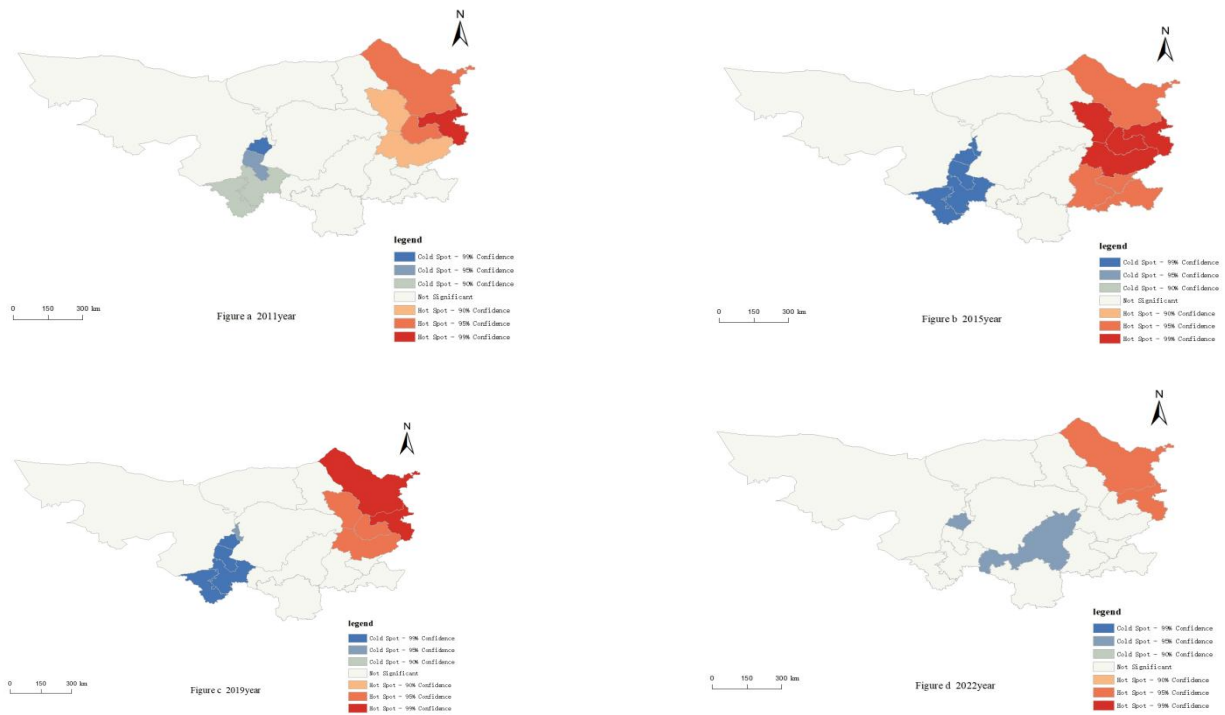 N
legend
Cold Spot - 99% Confidence
Cold Spot - 95% Confidence
Cold Spot - 90% Confidence
Not Significant
Hot Spot - 90% Confidence
Hot Spot - 95% Confidence
Hot Spot - 99% Confidence
0 150 300 km
Figure a 2011year
N
legend
Cold Spot - 99% Confidence
Cold Spot - 95% Confidence
Cold Spot - 90% Confidence
Not Significant
Hot Spot - 90% Confidence
Hot Spot - 95% Confidence
Hot Spot - 99% Confidence
0 150 300 km
Figure b 2015year
N
legend
Cold Spot - 99% Confidence
Cold Spot - 95% Confidence
Cold Spot - 90% Confidence
Not Significant
Hot Spot - 90% Confidence
Hot Spot - 95% Confidence
Hot Spot - 99% Confidence
0 150 300 km
Figure c 2019year
N
legend
Cold Spot - 99% Confidence
Cold Spot - 95% Confidence
Cold Spot - 90% Confidence
Not Significant
Hot Spot - 90% Confidence
Hot Spot - 95% Confidence
Hot Spot - 99% Confidence
0 150 300 km
Figure d 2022year